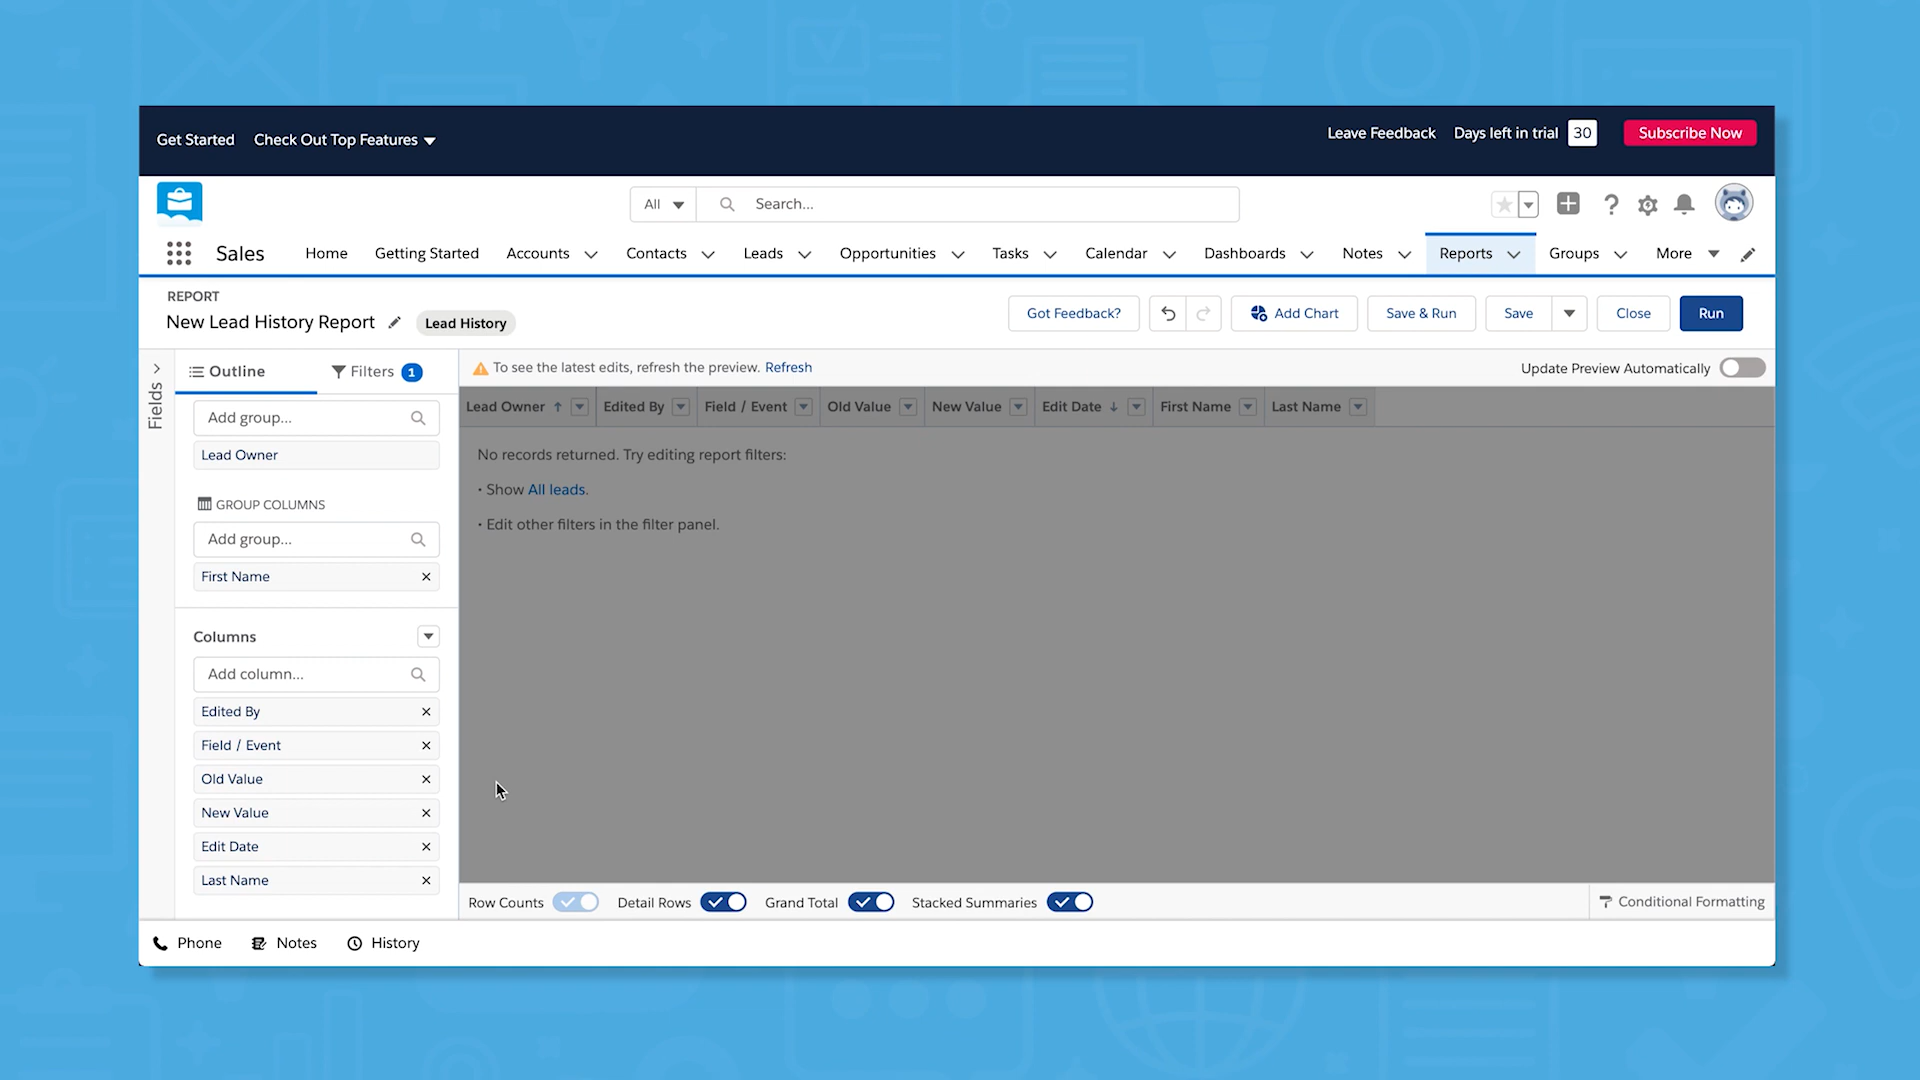 Get Started Check Out Top Features Leave Feedback Days left in trial 30 Subscribe Now
All Search...
Sales Home Getting Started Accounts Contacts Leads Opportunities Tasks Calendar Dashboards Notes Reports Groups More
REPORT
New Lead History Report Lead History Got Feedback? Add Chart Save & Run Save Close Run
Fields
Outline Filters 1
To see the latest edits, refresh the preview. Refresh Update Preview Automatically
Add group...
Lead Owner
GROUP COLUMNS
Add group...
First Name
Columns
Add column...
Edited By
Field / Event
Old Value
New Value
Edit Date
Last Name
Lead Owner Edited By Field / Event Old Value New Value Edit Date First Name Last Name
No records returned. Try editing report filters:
• Show All leads.
• Edit other filters in the filter panel.
Row Counts Detail Rows Grand Total Stacked Summaries Conditional Formatting
Phone Notes History